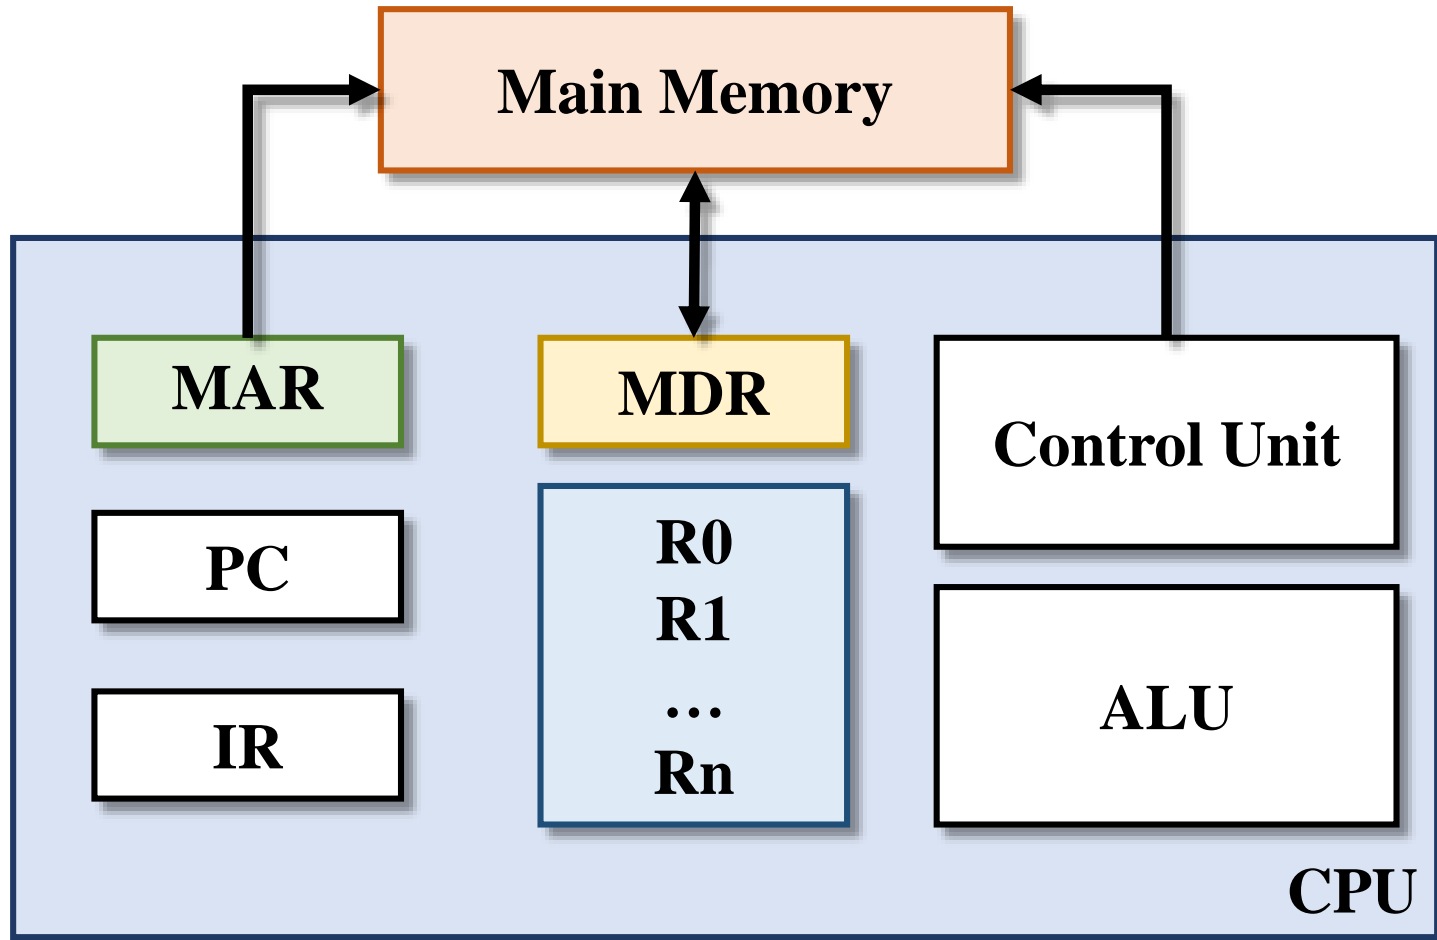 Main Memory
MAR
MDR
Control Unit
PC
R0
R1
…
Rn
IR
ALU
CPU